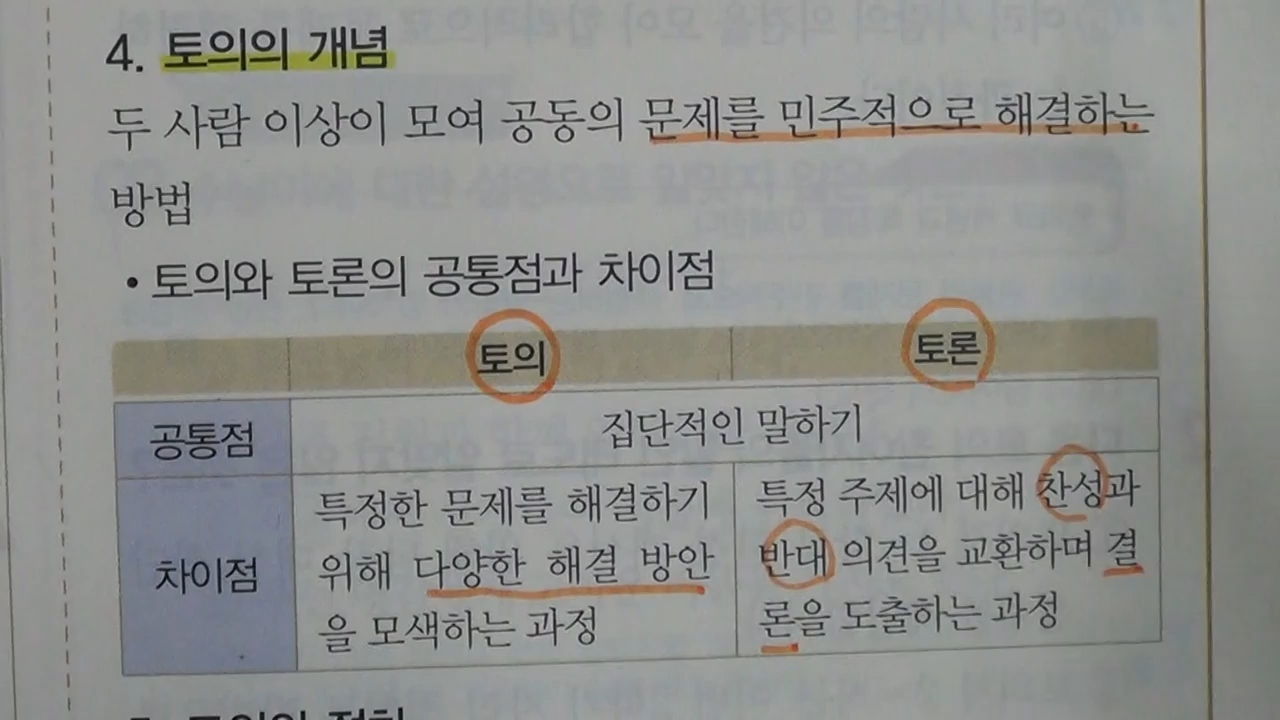 4. 토의의 개념
두 사람 이상이 모여 공동의 문제를 민주적으로 해결하는
방법
• 토의와 토론의 공통점과 차이점
토의 토론
공통점 집단적인 말하기
차이점
특정한 문제를 해결하기
위해 다양한 해결 방안
을 모색하는 과정
특정 주제에 대해 찬성과
반대 의견을 교환하며 결
론을 도출하는 과정